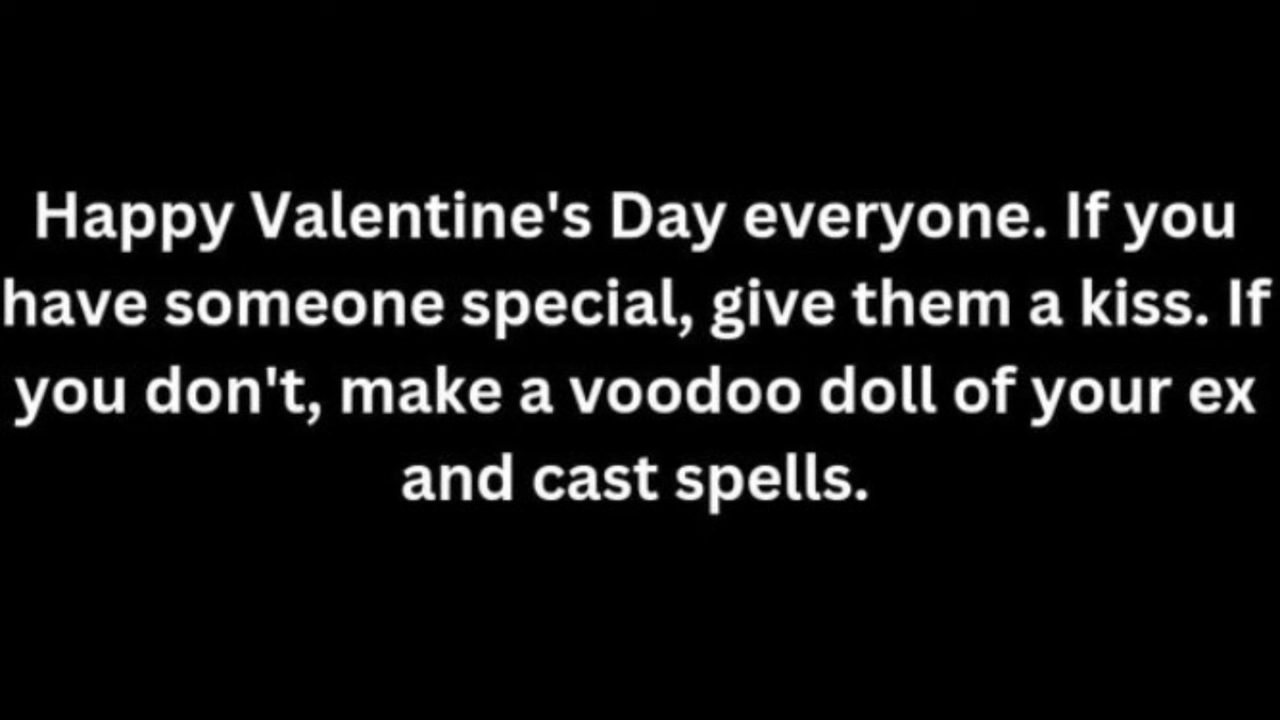 Happy Valentine's Day everyone. If you
have someone special, give them a kiss. If
you don't, make a voodoo doll of your ex
and cast spells.